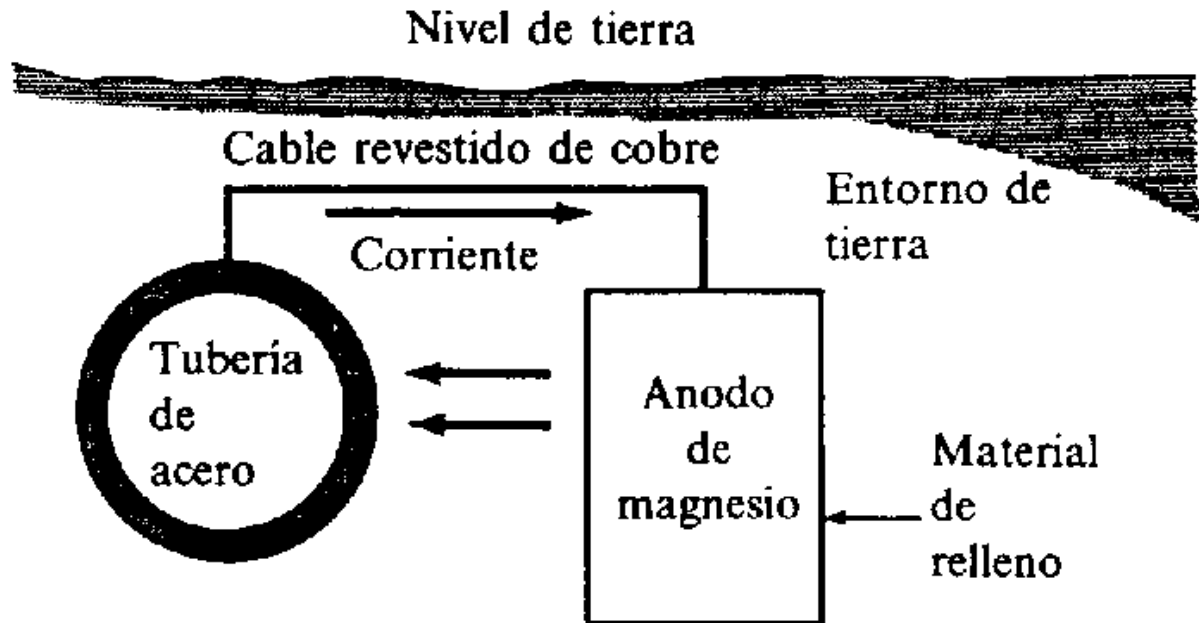 Nivel de tierra
Cable revestido de cobre
Entorno de
tierra
Corriente
Tubería
de
acero
Anodo
de
magnesio
Material
de
relleno